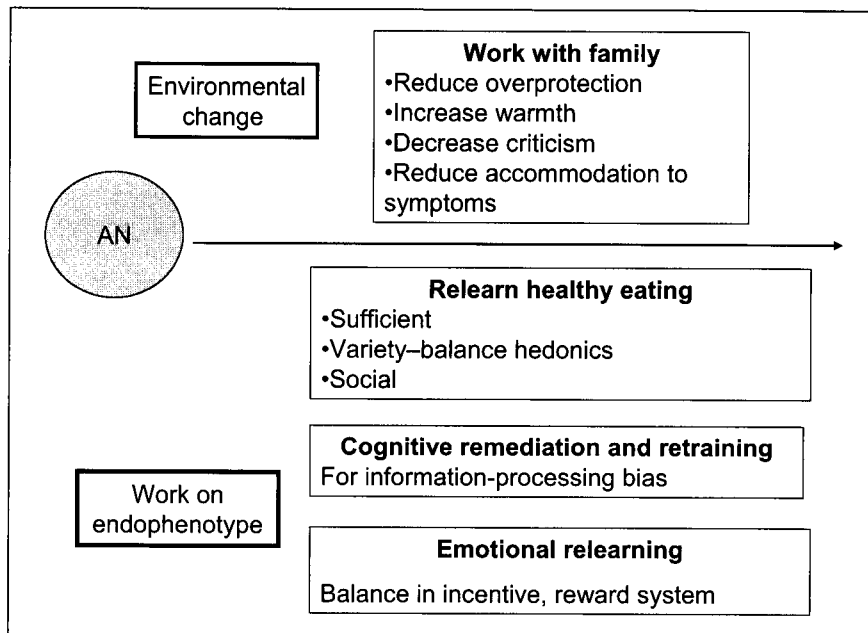 Environmental
change
Work with family
•Reduce overprotection
•Increase warmth
•Decrease criticism
•Reduce accommodation to
symptoms
AN
Relearn healthy eating
•Sufficient
•Variety–balance hedonics
•Social
Work on
endophenotype
Cognitive remediation and retraining
For information-processing bias
Emotional relearning
Balance in incentive, reward system